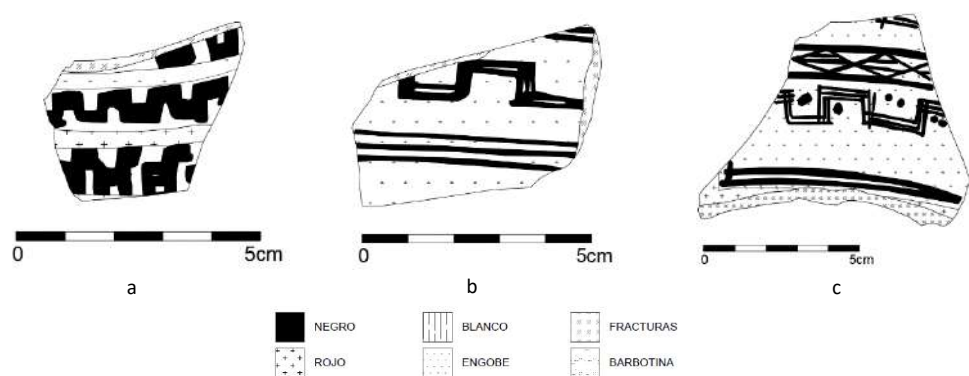 0 5cm
0 5cm
0 5cm
a b c
NEGRO BLANCO FRACTURAS
ROJO ENGOBE BARBOTINA